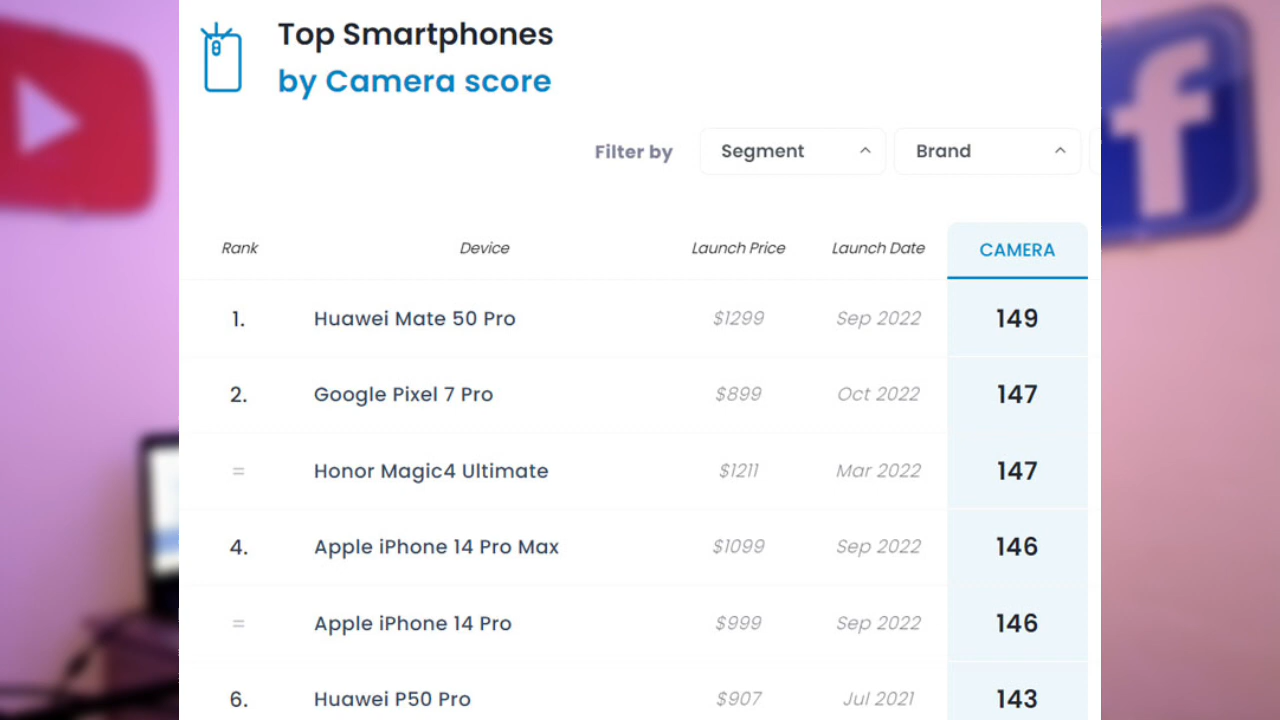 Top Smartphones
by Camera score
Filter by Segment Brand
Rank Device Launch Price Launch Date CAMERA
1. Huawei Mate 50 Pro $1299 Sep 2022 149
2. Google Pixel 7 Pro $899 Oct 2022 147
= Honor Magic4 Ultimate $1211 Mar 2022 147
4. Apple iPhone 14 Pro Max $1099 Sep 2022 146
= Apple iPhone 14 Pro $999 Sep 2022 146
6. Huawei P50 Pro $907 Jul 2021 143